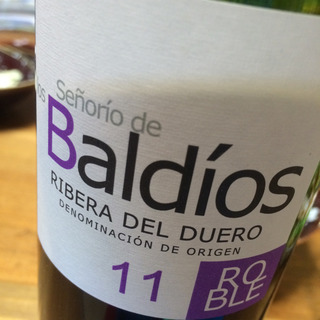 Señorío de
Baldíos
RIBERA DEL DUERO
DENOMINACIÓN DE ORIGEN
11
RO
BLE